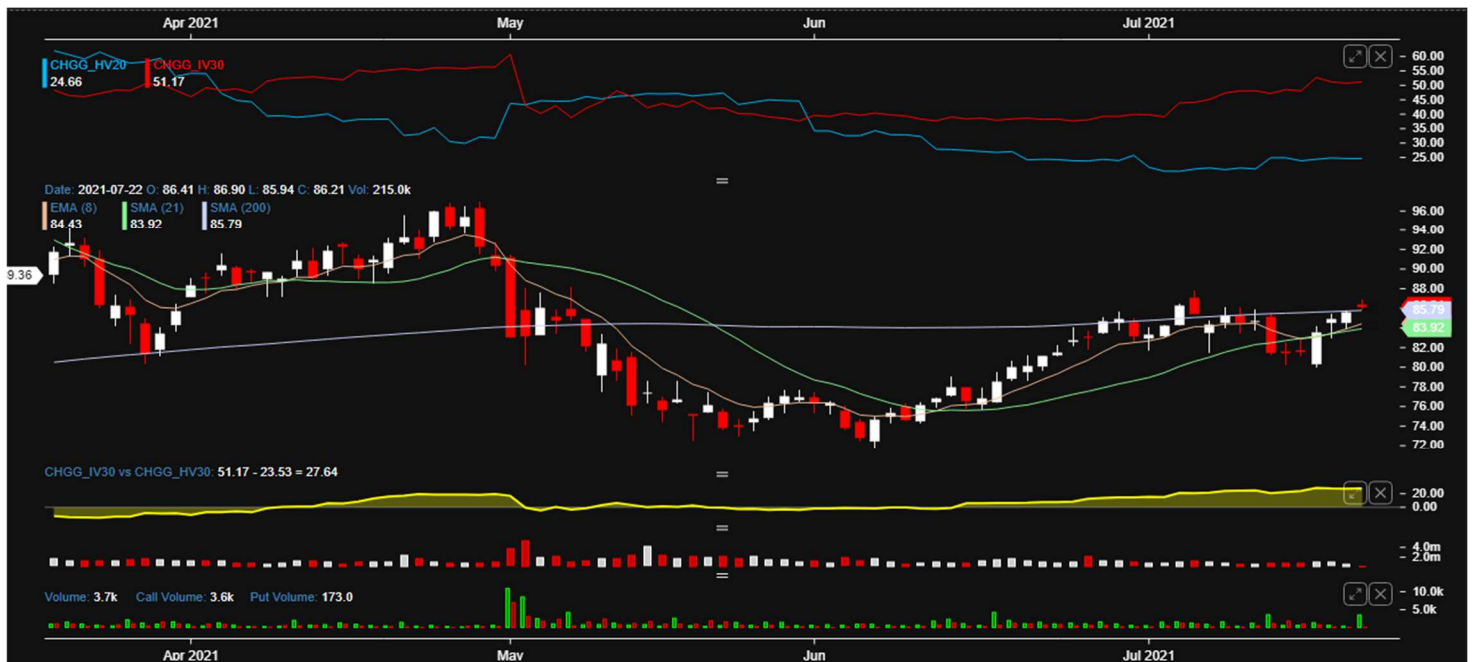 Apr 2021 May Jun Jul 2021
CHGG_HV20 CHGG_IV30
24.66 51.17
60.00
55.00
50.00
45.00
40.00
35.00
30.00
25.00
Date: 2021-07-22 O: 86.41 H: 86.90 L: 85.94 C: 86.21 Vol: 215.0k
EMA (8) SMA (21) SMA (200)
84.43 83.92 85.79
96.00
94.00
92.00
90.00
88.00
85.79
83.92
82.00
80.00
78.00
76.00
74.00
72.00
9.36
CHGG_IV30 vs CHGG_HV30: 51.17 - 23.53 = 27.64
20.00
0.00
4.0m
2.0m
Volume: 3.7k Call Volume: 3.6k Put Volume: 173.0
10.0k
5.0k
Apr 2021 May Jun Jul 2021